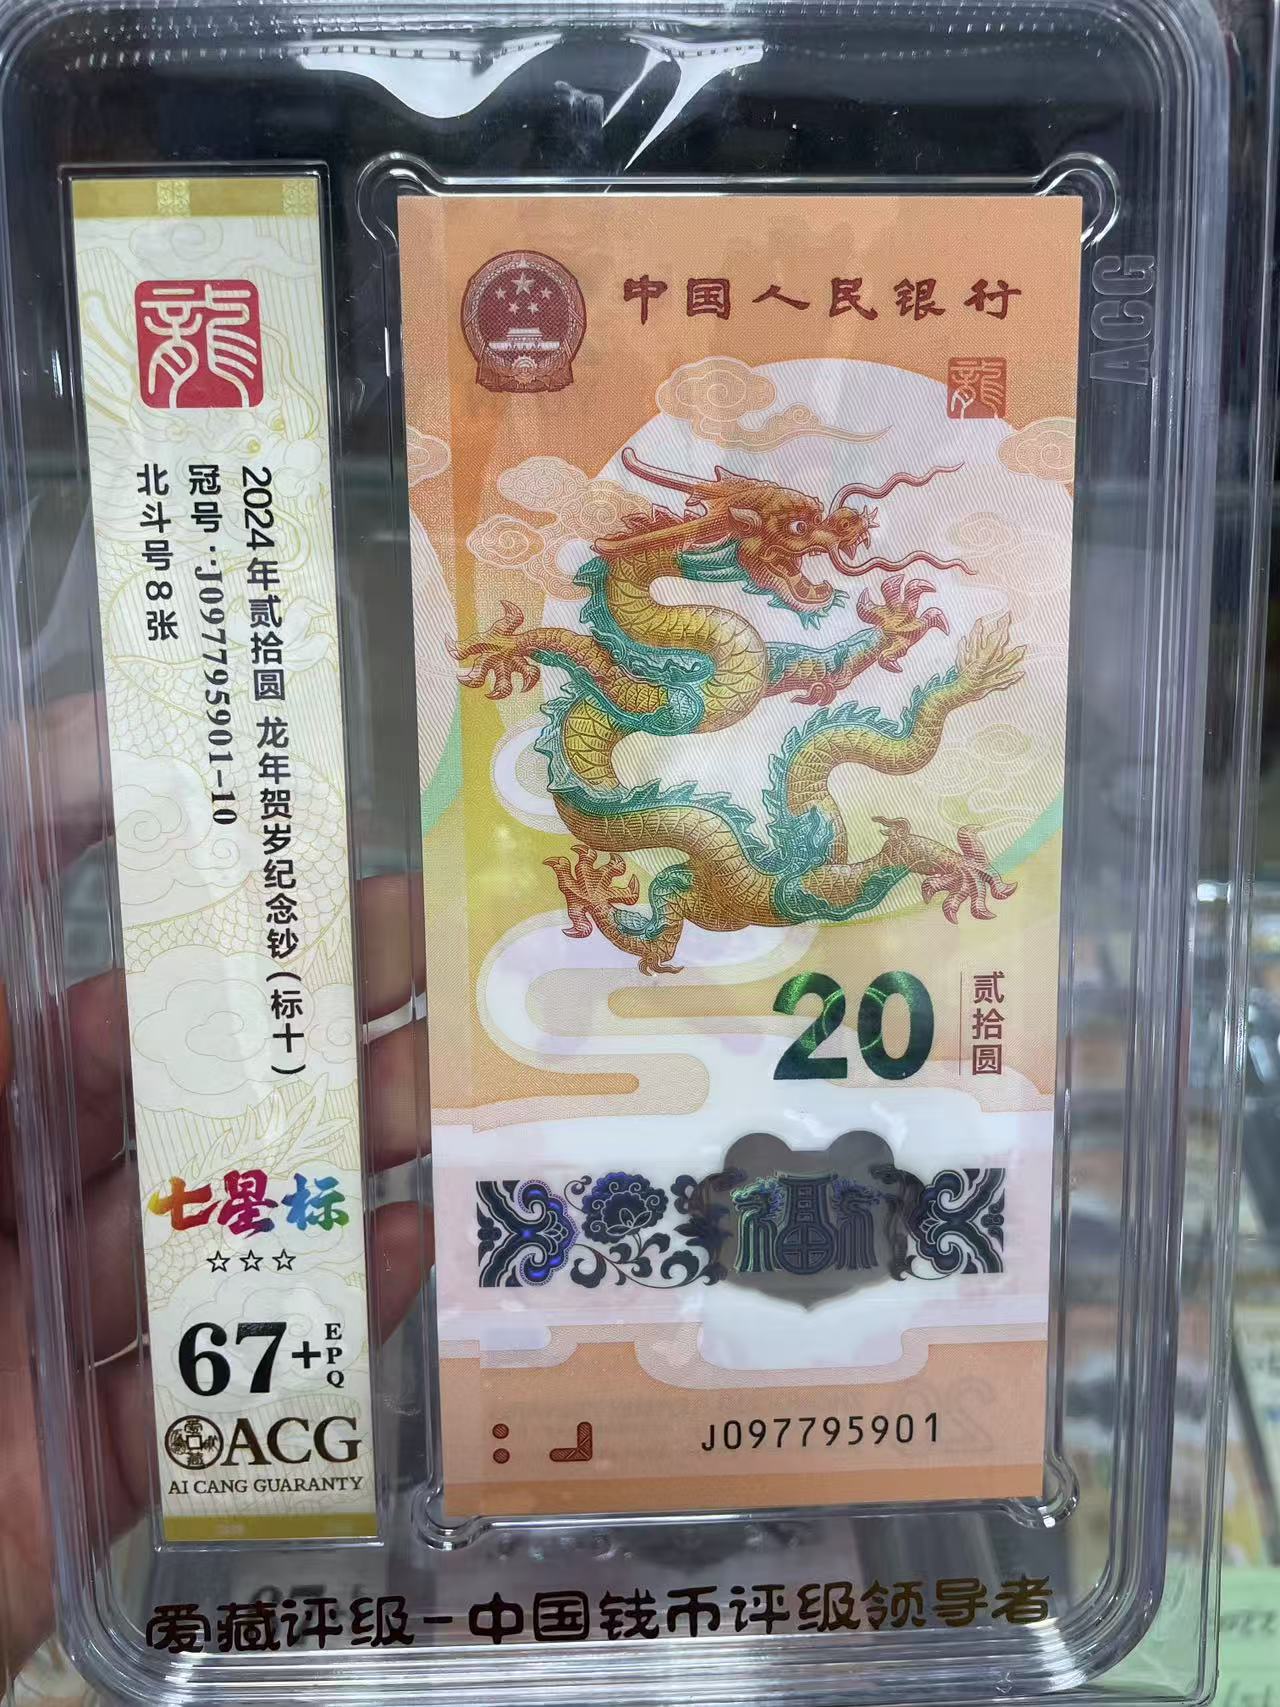 龍
2024年贰拾圆 龙年贺岁纪念钞(标十)
冠号:J097795901-10
北斗号8张
七星标
☆☆☆
67+EPQ
爱藏
ACG
AI CANG GUARANTY
中国人民银行
龍
20
贰拾圆
福
J097795901
ACG
爱藏评级-中国钱币评级领导者